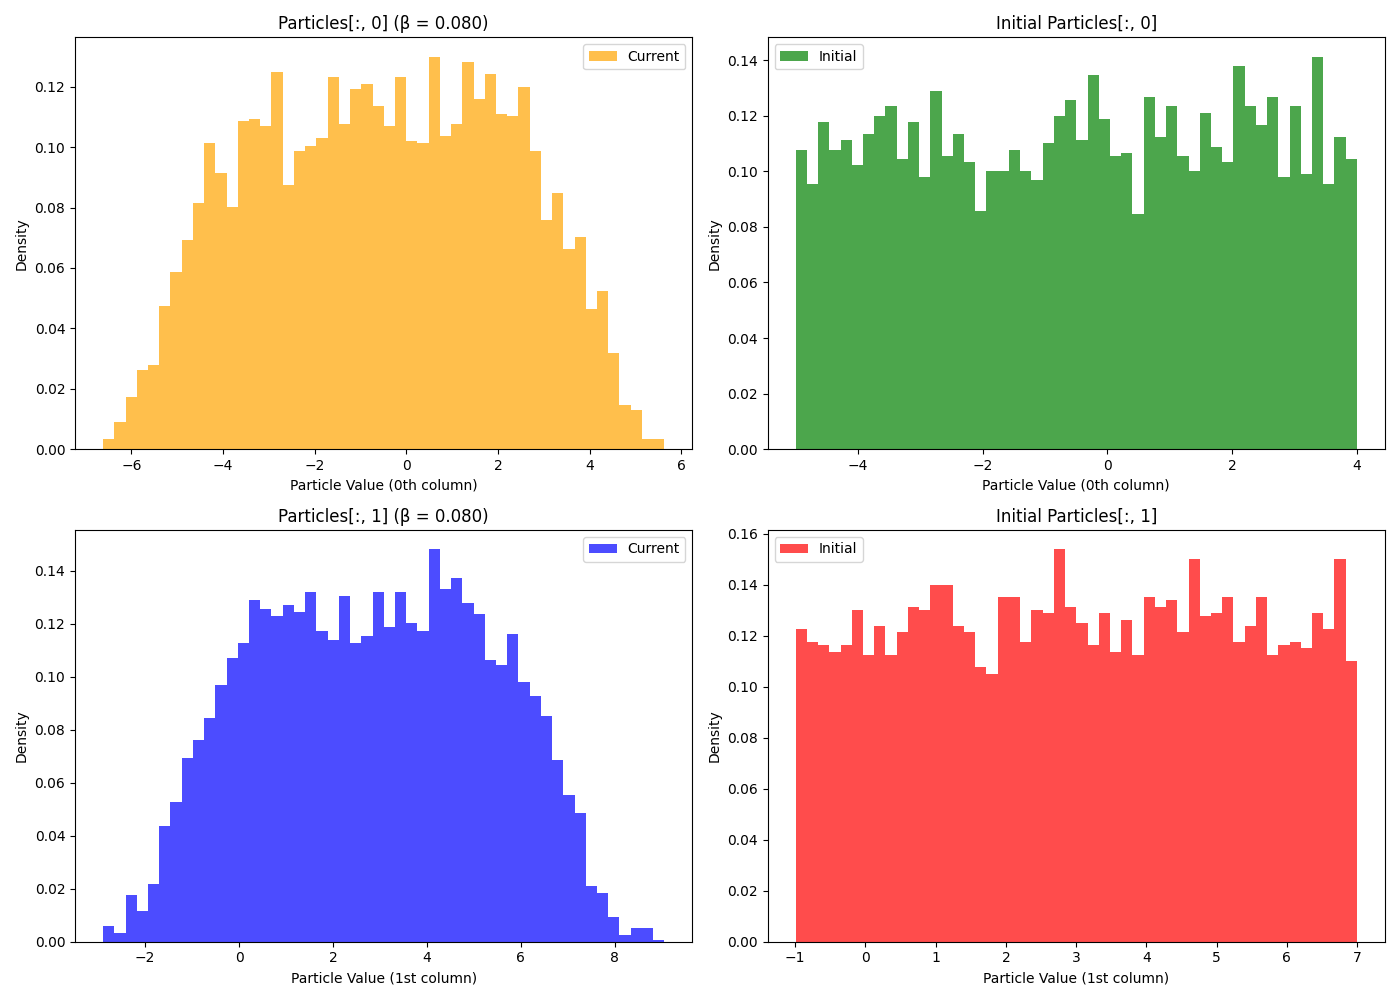 Particles[:, 0] (β = 0.080)
Current
Density
0.12
0.10
0.08
0.06
0.04
0.02
0.00
−6 −4 −2 0 2 4 6
Particle Value (0th column)
Initial Particles[:, 0]
Initial
Density
0.14
0.12
0.10
0.08
0.06
0.04
0.02
0.00
−4 −2 0 2 4
Particle Value (0th column)
Particles[:, 1] (β = 0.080)
Current
Density
0.14
0.12
0.10
0.08
0.06
0.04
0.02
0.00
−2 0 2 4 6 8
Particle Value (1st column)
Initial Particles[:, 1]
Initial
Density
0.16
0.14
0.12
0.10
0.08
0.06
0.04
0.02
0.00
−1 0 1 2 3 4 5 6 7
Particle Value (1st column)